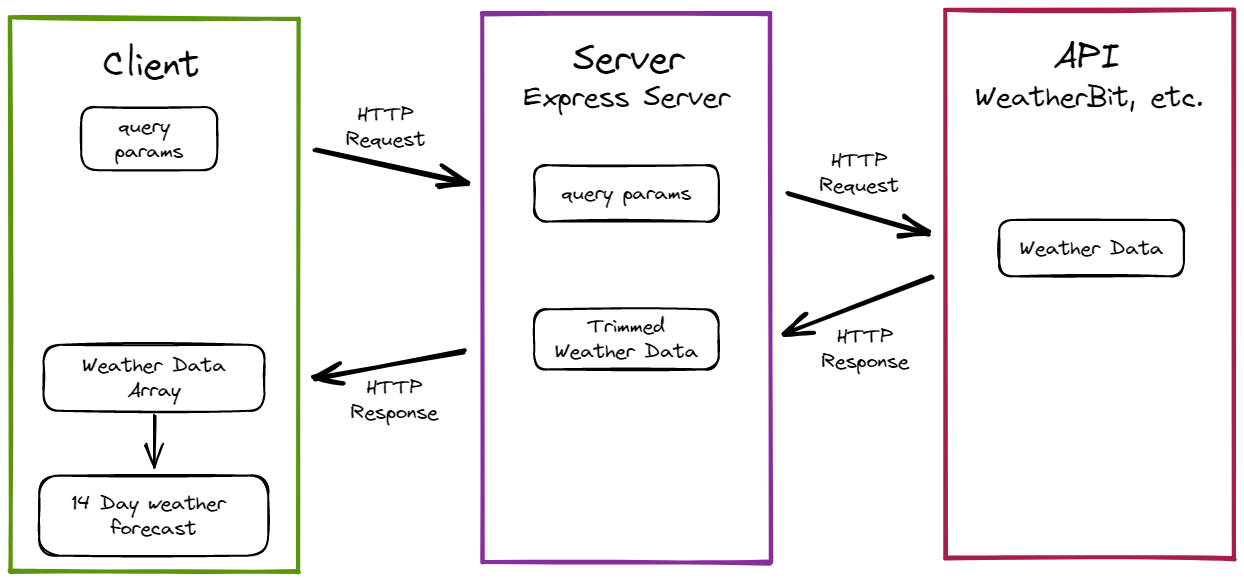 Client
query
params
Weather Data
Array
14 Day weather
forecast
HTTP
Request
HTTP
Response
Server
Express Server
query params
Trimmed
Weather Data
HTTP
Request
HTTP
Response
API
WeatherBit, etc.
Weather Data